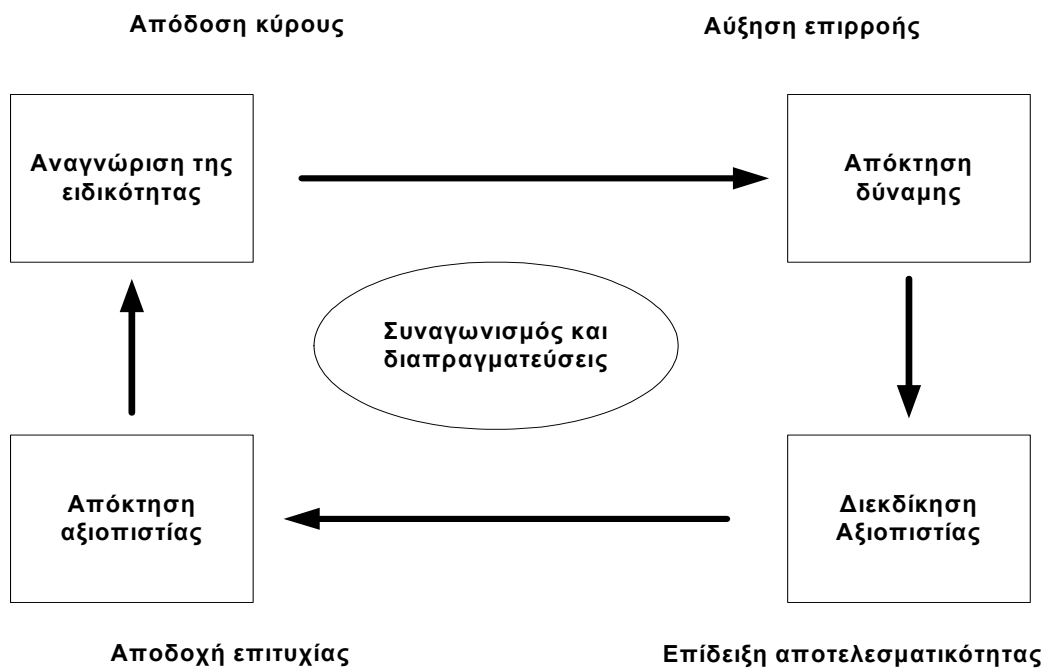 Απόδοση κύρους
Αύξηση επιρροής
Αναγνώριση της
ειδικότητας
Απόκτηση
δύναμης
Συναγωνισμός και
διαπραγματεύσεις
Απόκτηση
αξιοπιστίας
Διεκδίκηση
Αξιοπιστίας
Αποδοχή επιτυχίας
Επίδειξη αποτελεσματικότητας